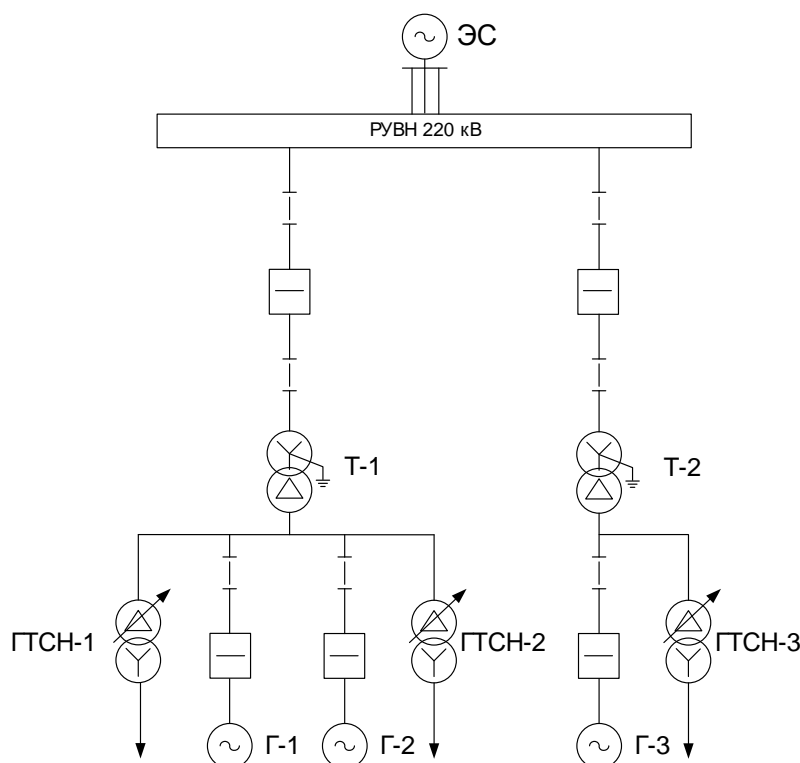 ЭС
РУВН 220 кВ
Т-1
Т-2
ГТСН-1
ГТСН-2
ГТСН-3
Г-1
Г-2
Г-3